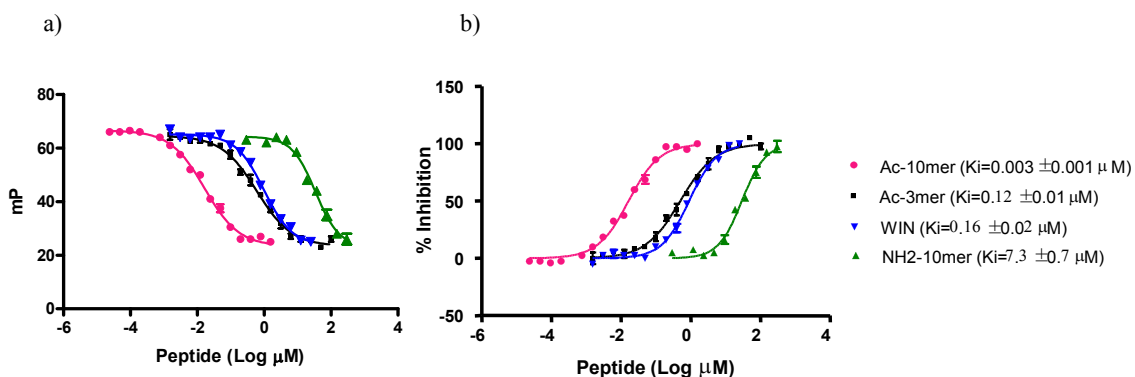 a)
b)
80
60
40
20
0
mP
-6
-4
-2
0
2
4
Peptide (Log μM)
150
100
50
0
-50
% Inhibition
-6
-4
-2
0
2
4
Peptide (Log μM)
Ac-10mer (Ki=0.003 ±0.001 μ M)
Ac-3mer (Ki=0.12 ±0.01 μM)
WIN (Ki=0.16 ±0.02 μM)
NH2-10mer (Ki=7.3 ±0.7 μM)